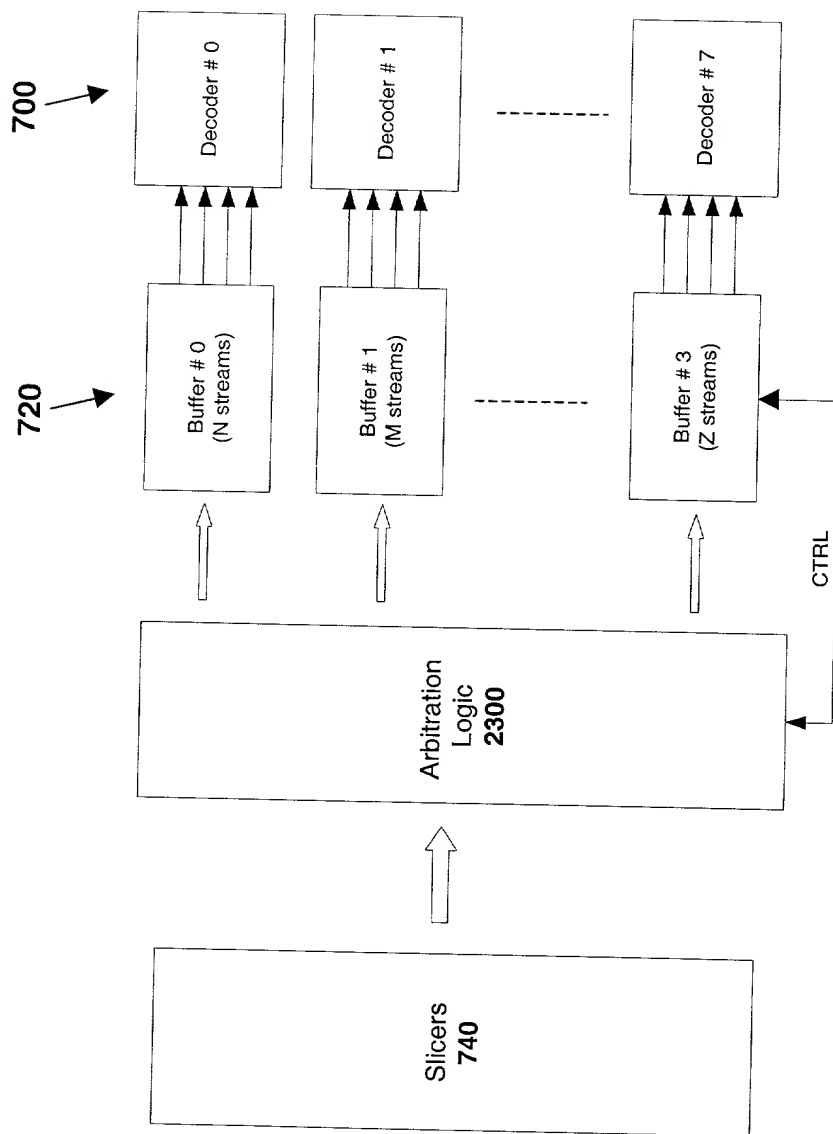 700
Decoder # 0
Decoder # 1
Decoder # 7
720
Buffer # 0
(N streams)
Buffer # 1
(M streams)
Buffer # 3
(Z streams)
CTRL
Arbitration
Logic
2300
Slicers
740